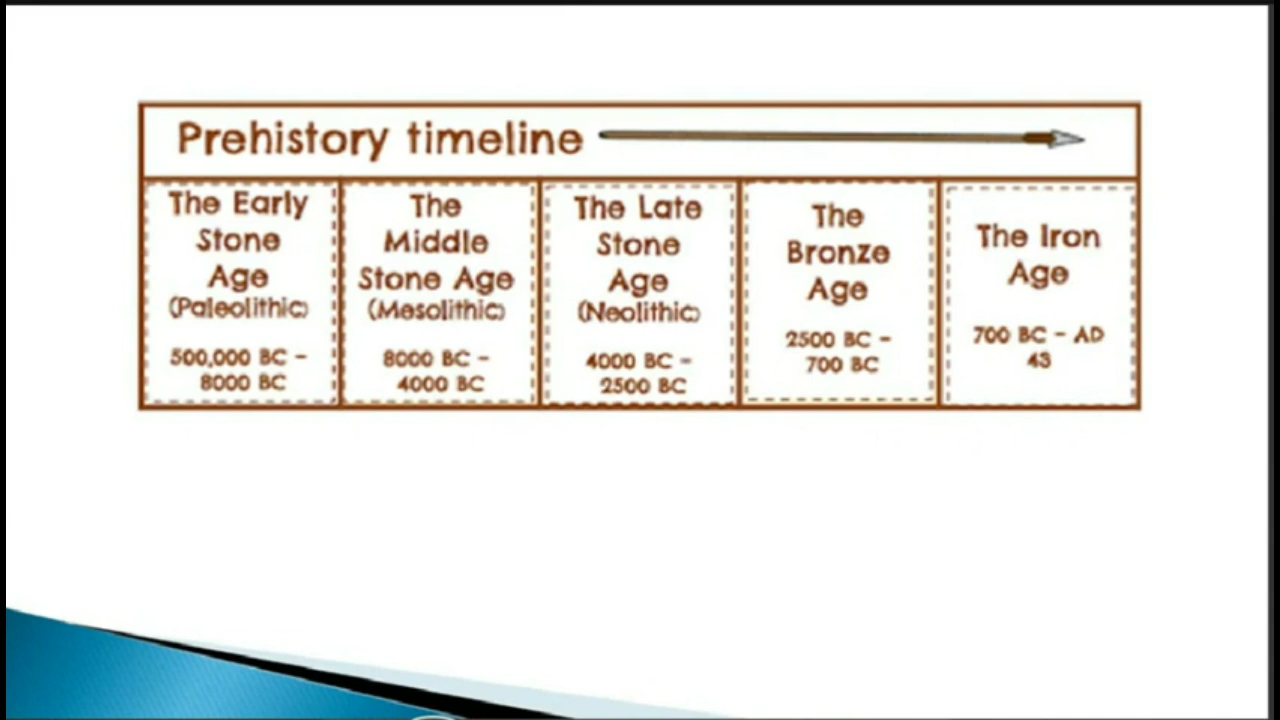 Prehistory timeline
The Early
Stone
Age
(Paleolithic)
500,000 BC –
8000 BC
The
Middle
Stone Age
(Mesolithic)
8000 BC –
4000 BC
The Late
Stone
Age
(Neolithic)
4000 BC –
2500 BC
The
Bronze
Age
2500 BC –
700 BC
The Iron
Age
700 BC – AD
43